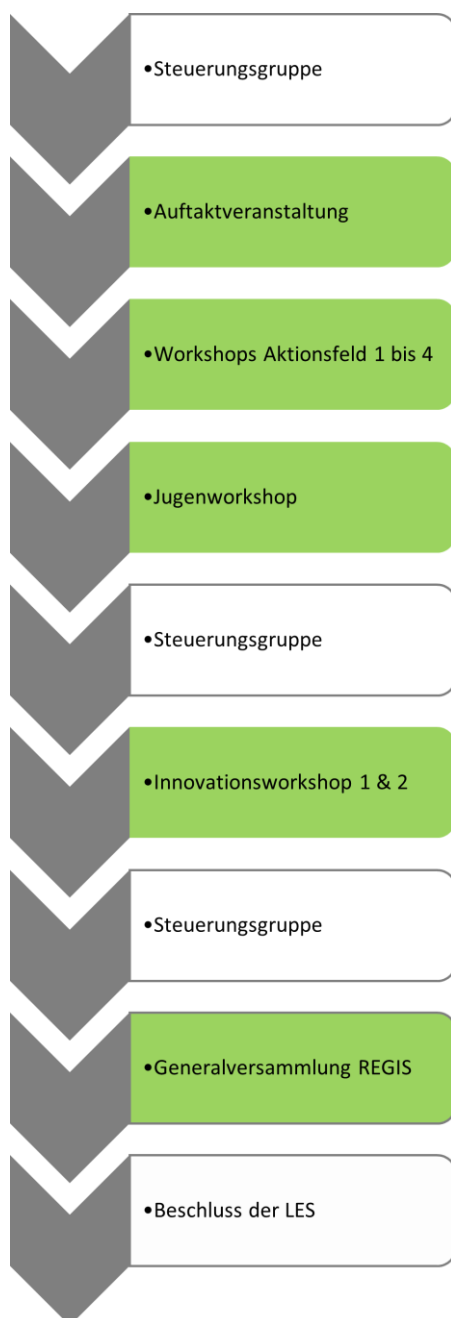 •Steuerungsgruppe
•Auftaktveranstaltung
•Workshops Aktionsfeld 1 bis 4
•Jugenworkshop
•Steuerungsgruppe
•Innovationsworkshop 1 & 2
•Steuerungsgruppe
•Generalversammlung REGIS
•Beschluss der LES